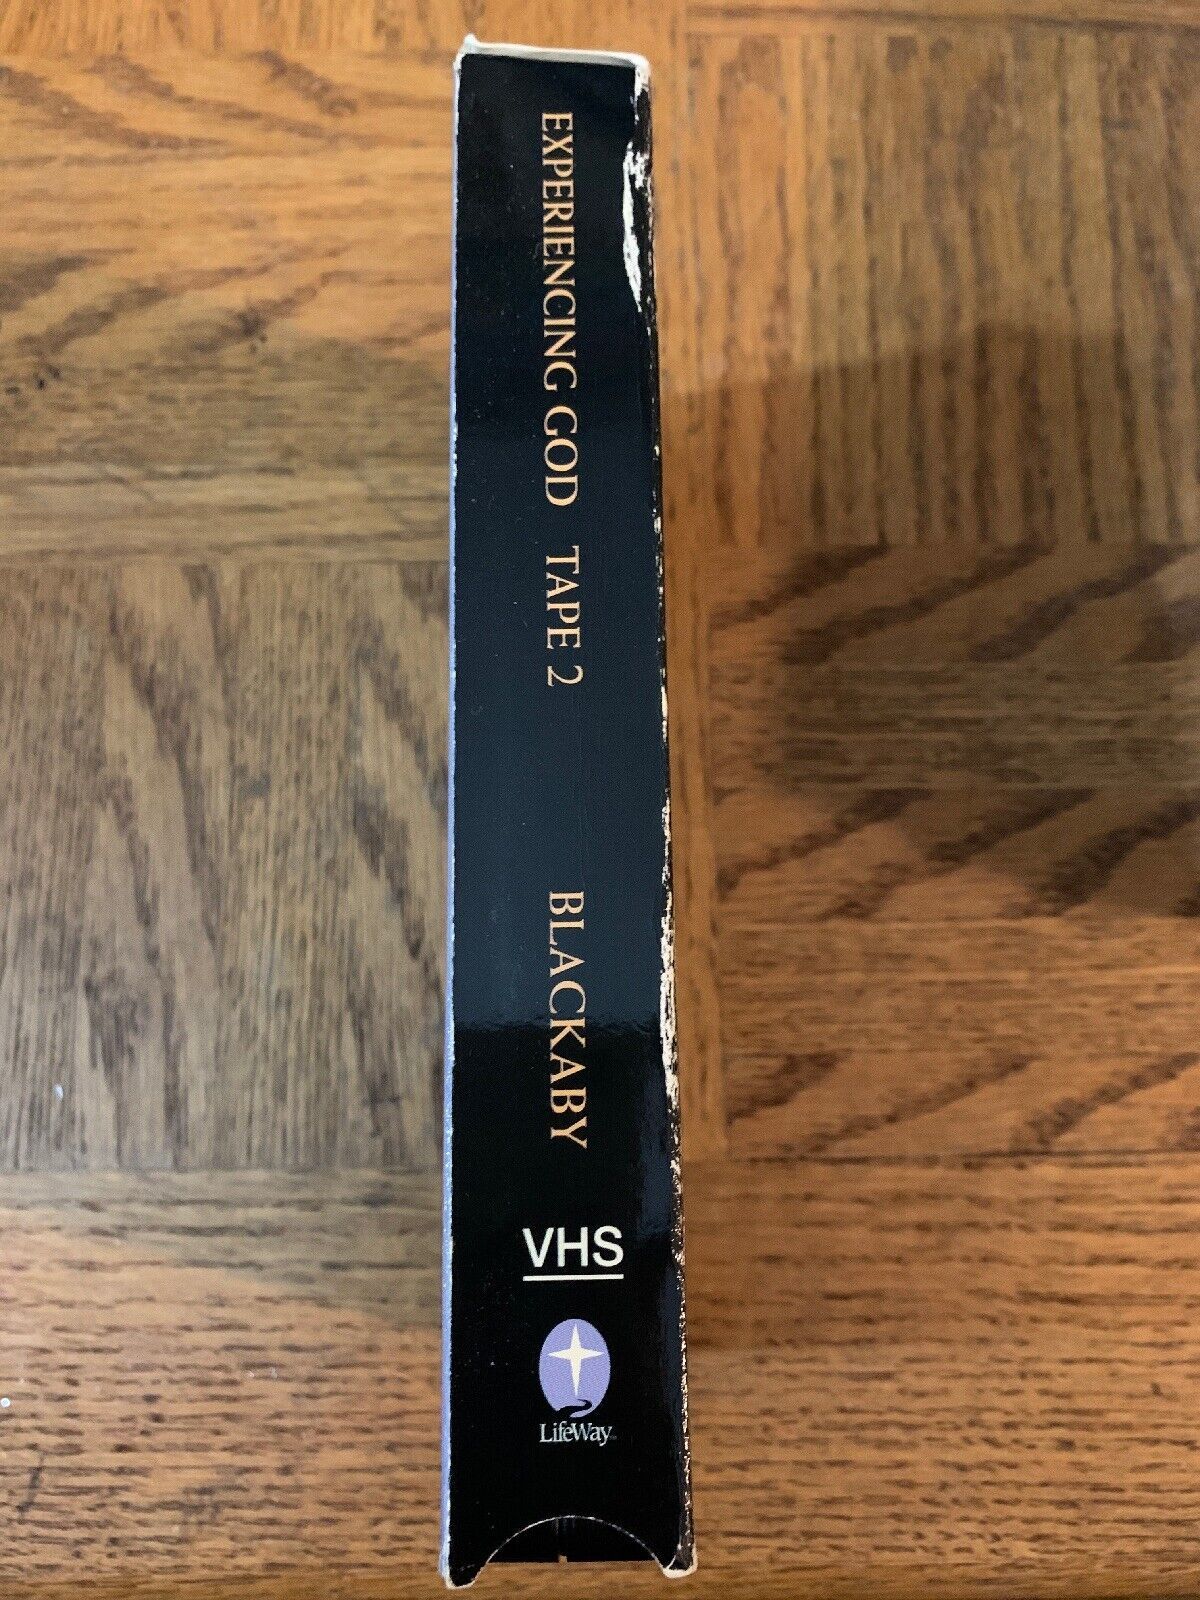 EXPERIENCING GOD TAPE 2 BLACKABY
VHS
LifeWay